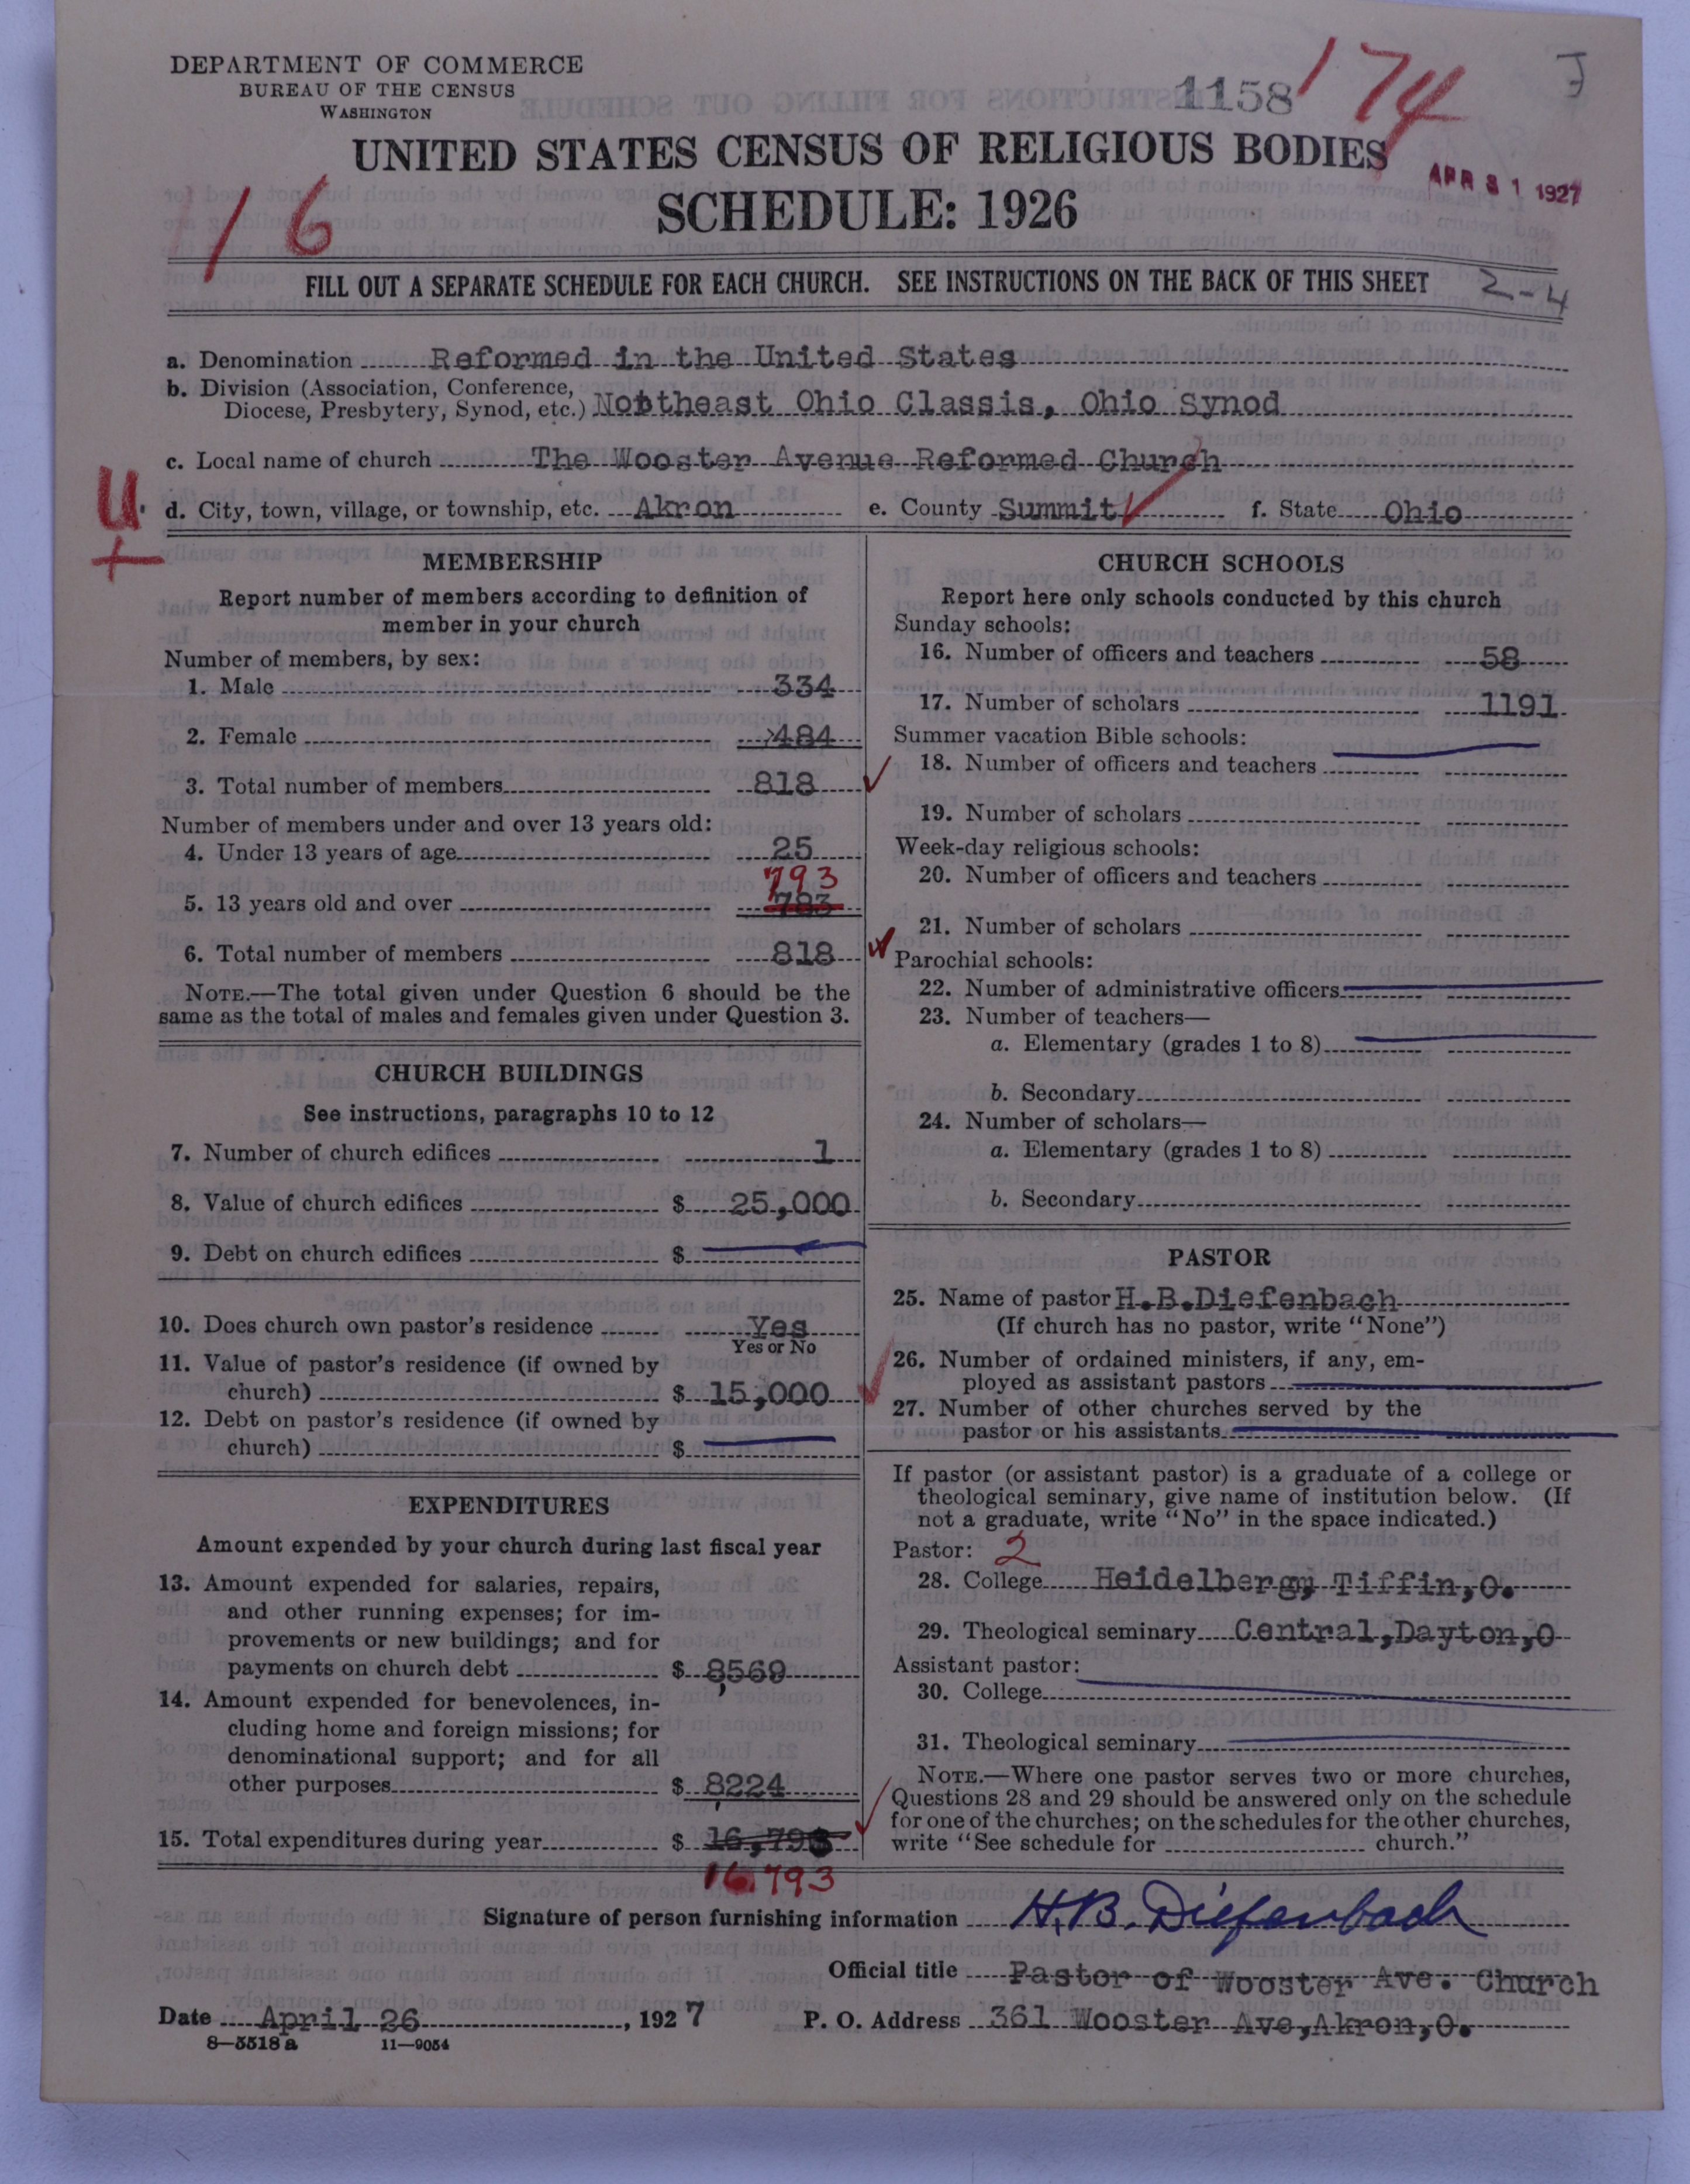 DEPARTMENT OF COMMERCE
BUREAU OF THE CENSUS
WASHINGTON
1158
174
UNITED STATES CENSUS OF RELIGIOUS BODIES
APR 21 1927
16
SCHEDULE: 1926
FILL OUT A SEPARATE SCHEDULE FOR EACH CHURCH. SEE INSTRUCTIONS ON THE BACK OF THIS SHEET
2-4
a. Denomination Reformed in the United States
b. Division (Association, Conference,
Diocese, Presbytery, Synod, etc.) Nottheast Ohio Classis, Ohio Synod
c. Local name of church The Wooster Avenue Reformed Church
U.
d. City, town, village, or township, etc. Akron e. County Summit f. State Ohio
MEMBERSHIP
Report number of members according to definition of
member in your church
Number of members, by sex:
1. Male 334
2. Female 484
3. Total number of members 818
Number of members under and over 13 years old:
4. Under 13 years of age 25
793
5. 13 years old and over 783
6. Total number of members 818
NOTE.—The total given under Question 6 should be the
same as the total of males and females given under Question 3.
CHURCH BUILDINGS
See instructions, paragraphs 10 to 12
7. Number of church edifices 1
8. Value of church edifices $ 25,000
9. Debt on church edifices $
10. Does church own pastor's residence Yes
Yes or No
11. Value of pastor's residence (if owned by
church) $ 15,000
12. Debt on pastor's residence (if owned by
church) $
EXPENDITURES
Amount expended by your church during last fiscal year
13. Amount expended for salaries, repairs,
and other running expenses; for im-
provements or new buildings; and for
payments on church debt $ 8,569
14. Amount expended for benevolences, in-
cluding home and foreign missions; for
denominational support; and for all
other purposes $ 8,224
15. Total expenditures during year $ 16,793
16,793
CHURCH SCHOOLS
Report here only schools conducted by this church
Sunday schools:
16. Number of officers and teachers 58
17. Number of scholars 1191
Summer vacation Bible schools:
18. Number of officers and teachers
19. Number of scholars
Week-day religious schools:
20. Number of officers and teachers
21. Number of scholars
Parochial schools:
22. Number of administrative officers
23. Number of teachers—
a. Elementary (grades 1 to 8)
b. Secondary
24. Number of scholars—
a. Elementary (grades 1 to 8)
b. Secondary
PASTOR
25. Name of pastor H.B.Diefenbach
(If church has no pastor, write "None")
26. Number of ordained ministers, if any, em-
ployed as assistant pastors
27. Number of other churches served by the
pastor or his assistants
If pastor (or assistant pastor) is a graduate of a college or
theological seminary, give name of institution below. (If
not a graduate, write "No" in the space indicated.)
Pastor: 2
28. College Heidelberg, Tiffin,O.
29. Theological seminary Central,Dayton,O
Assistant pastor:
30. College
31. Theological seminary
NOTE.—Where one pastor serves two or more churches,
Questions 28 and 29 should be answered only on the schedule
for one of the churches; on the schedules for the other churches,
write "See schedule for church."
Signature of person furnishing information H.B. Diefenbach
Official title Pastor of Wooster Ave. Church
Date April 26, 1927 P. O. Address 361 Wooster Ave,Akron,O.
8—5518a 11—9054